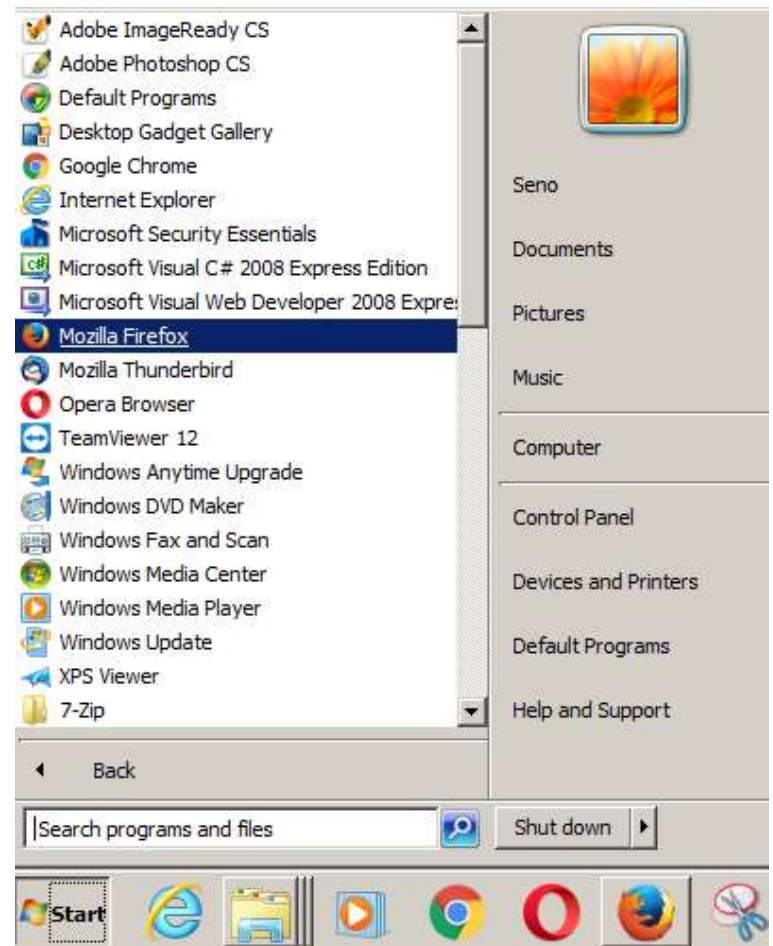 Adobe ImageReady CS
Adobe Photoshop CS
Default Programs
Desktop Gadget Gallery
Google Chrome
Internet Explorer
Microsoft Security Essentials
Microsoft Visual C# 2008 Express Edition
Microsoft Visual Web Developer 2008 Expre
Mozilla Firefox
Mozilla Thunderbird
Opera Browser
TeamViewer 12
Windows Anytime Upgrade
Windows DVD Maker
Windows Fax and Scan
Windows Media Center
Windows Media Player
Windows Update
XPS Viewer
7-Zip
Back
Search programs and files
Seno
Documents
Pictures
Music
Computer
Control Panel
Devices and Printers
Default Programs
Help and Support
Shut down
Start